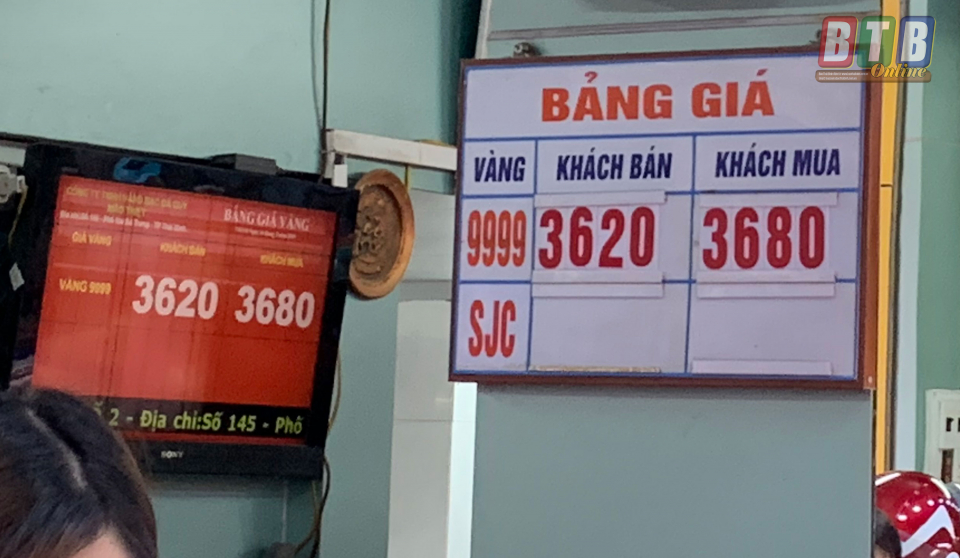 BTB
Online
BẢNG GIÁ
VÀNG KHÁCH BÁN KHÁCH MUA
9999 3620 3680
SJC
BẢNG GIÁ VÀNG
GIÁ VÀNG KHÁCH BÁN KHÁCH MUA
VÀNG 9999 3620 3680
2 - Địa chỉ:Số 145 - Phố
SONY